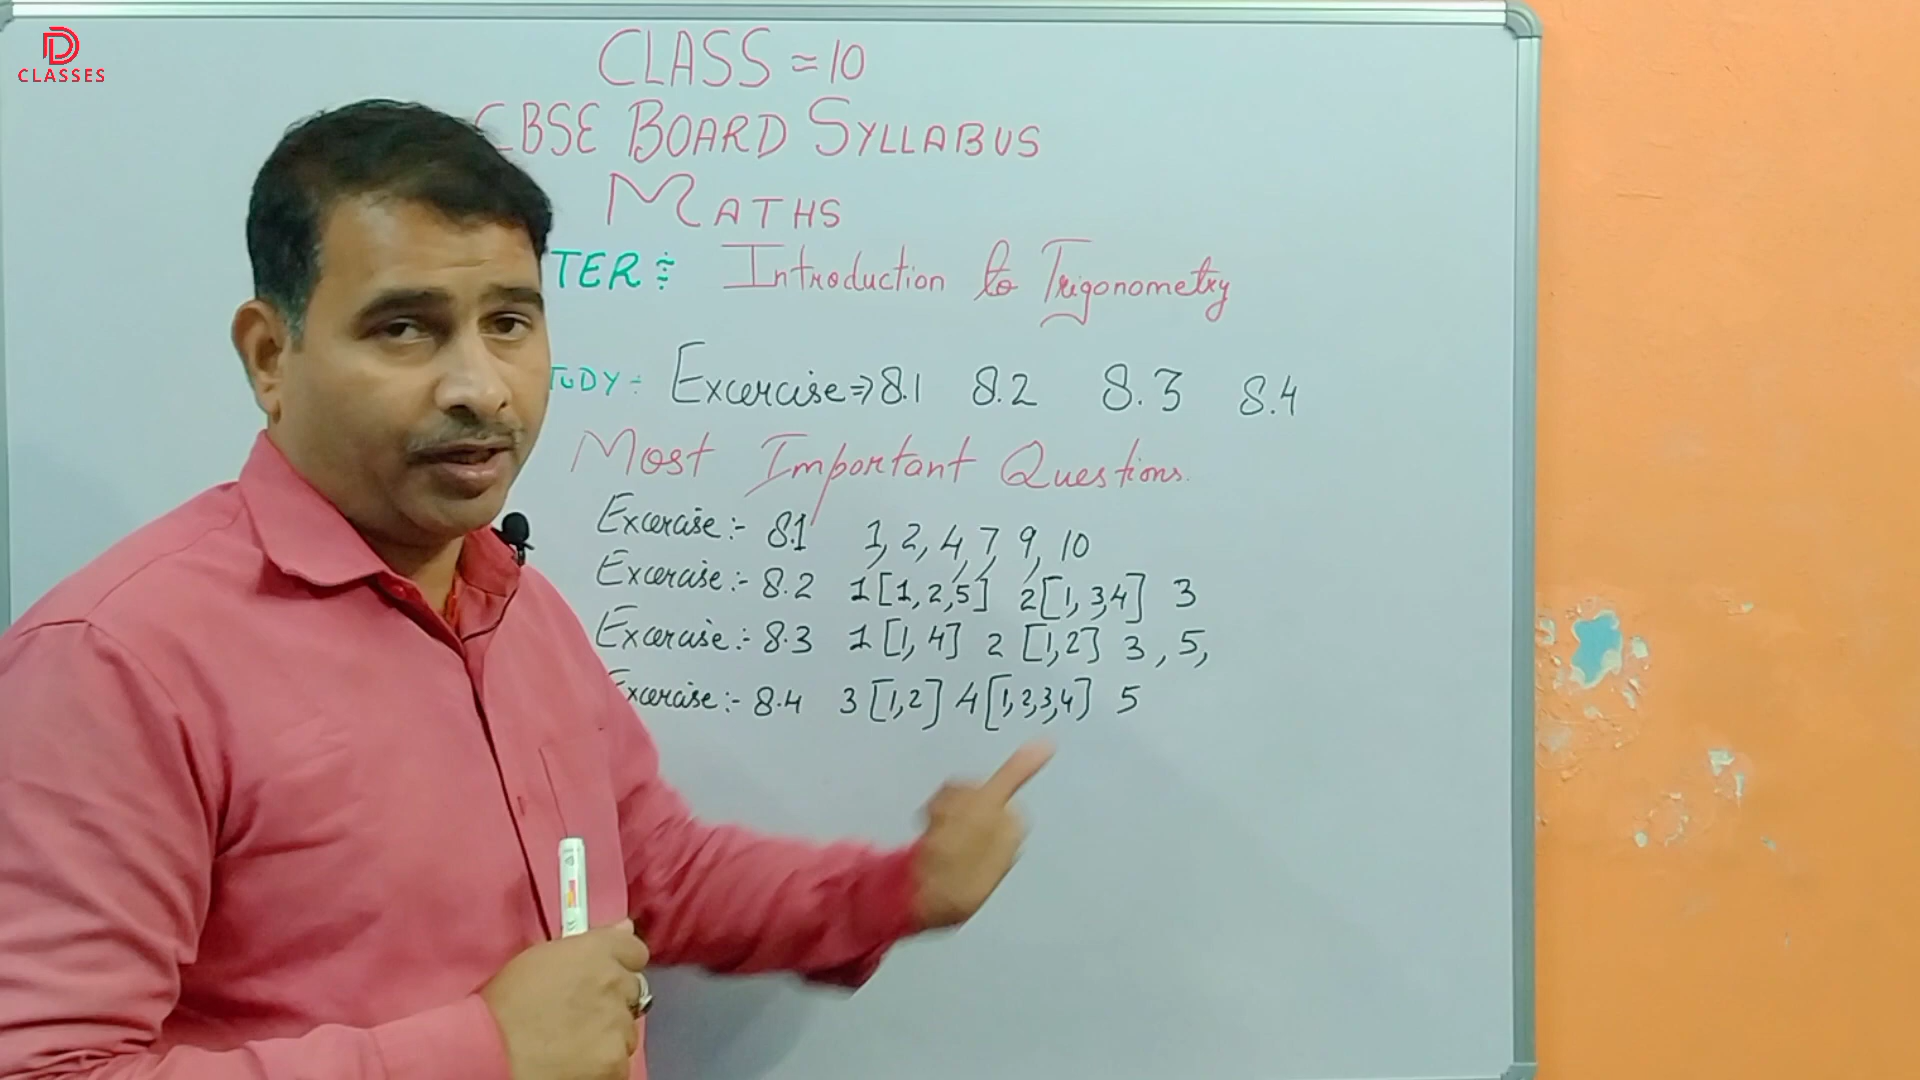 D
CLASSES
CLASS = 10
CBSE BOARD SYLLABUS
MATHS
TER :- Introduction to Trigonometry
TUDY :- Excercise => 8.1 8.2 8.3 8.4
Most Important Questions.
Excercise :- 8.1 1, 2, 4, 7, 9, 10
Excercise :- 8.2 1 [1, 2, 5] 2 [1, 3, 4] 3
Excercise :- 8.3 1 [1, 4] 2 [1, 2] 3, 5,
Excercise :- 8.4 3 [1, 2] 4 [1, 2, 3, 4] 5